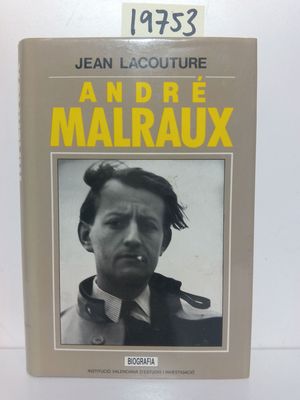 19753
JEAN LACOUTURE
ANDRÉ
MALRAUX
BIOGRAFIA
INSTITUCIÓ VALENCIANA D'ESTUDIS I INVESTIGACIÓ